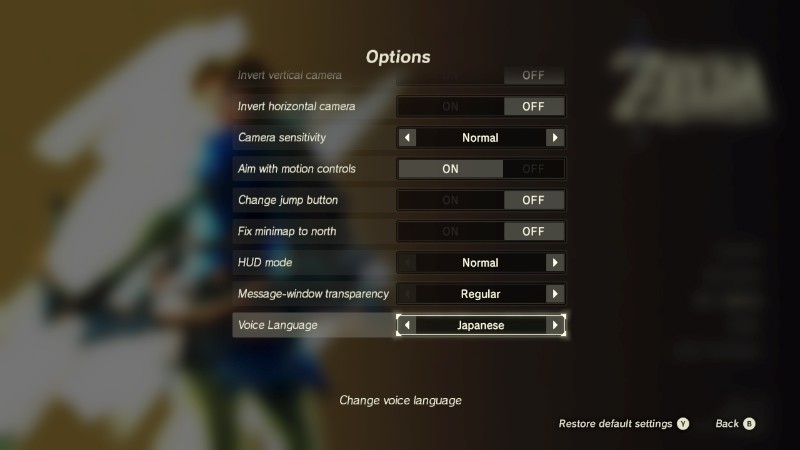 Options
Invert vertical camera OFF
Invert horizontal camera ON OFF
Camera sensitivity Normal
Aim with motion controls ON OFF
Change jump button ON OFF
Fix minimap to north ON OFF
HUD mode Normal
Message-window transparency Regular
Voice Language Japanese
Change voice language
Restore default settings Y Back B
ZELDA